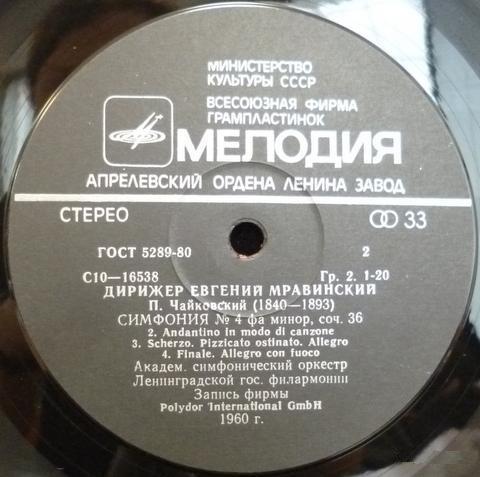 МИНИСТЕРСТВО
КУЛЬТУРЫ СССР
ВСЕСОЮЗНАЯ ФИРМА
ГРАМПЛАСТИНОК
МЕЛОДИЯ
АПРЕЛЕВСКИЙ ОРДЕНА ЛЕНИНА ЗАВОД
СТЕРЕО 33
ГОСТ 5289-80 2
С10—16538 Гр. 2. 1-20
ДИРИЖЕР ЕВГЕНИЙ МРАВИНСКИЙ
П. Чайковский (1840—1893)
СИМФОНИЯ № 4 фа минор, соч. 36
2. Andantino in modo di canzone
3. Scherzo. Pizzicato ostinato. Allegro
4. Finale. Allegro con fuoco
Академ. симфонический оркестр
Ленинградской гос. филармонии
Запись фирмы
Polydor International GmbH
1960 г.